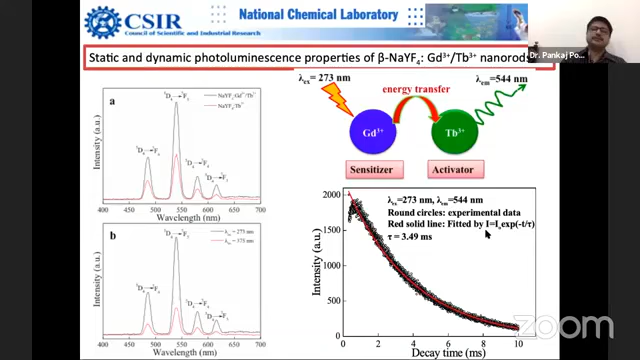 CSIR
Council of Scientific and Industrial Research
National Chemical Laboratory
Static and dynamic photoluminescence properties of β-NaYF₄: Gd³⁺/Tb³⁺ nanorods
Dr. Pankaj Po...
a
⁵D₄→⁷F₅
NaYF₄:Gd³⁺/Tb³⁺
NaYF₄:Tb³⁺
⁵D₄→⁷F₆
⁵D₄→⁷F₄
⁵D₄→⁷F₃
Intensity (a.u.)
400 450 500 550 600 650 700
Wavelength (nm)
b
⁵D₄→⁷F₅
λex = 273 nm
λex = 373 nm
⁵D₄→⁷F₆
⁵D₄→⁷F₄
⁵D₄→⁷F₃
Intensity (a.u.)
400 450 500 550 600 650 700
Wavelength (nm)
λex= 273 nm
energy transfer
λem= 544 nm
Gd³⁺
Tb³⁺
Sensitizer
Activator
λex=273 nm, λem=544 nm
Round circles: experimental data
Red solid line: Fitted by I=I₀exp(-t/τ)
τ = 3.49 ms
Intensity (a.u.)
2000
1500
1000
500
0
0 2 4 6 8 10
Decay time (ms)
zoom